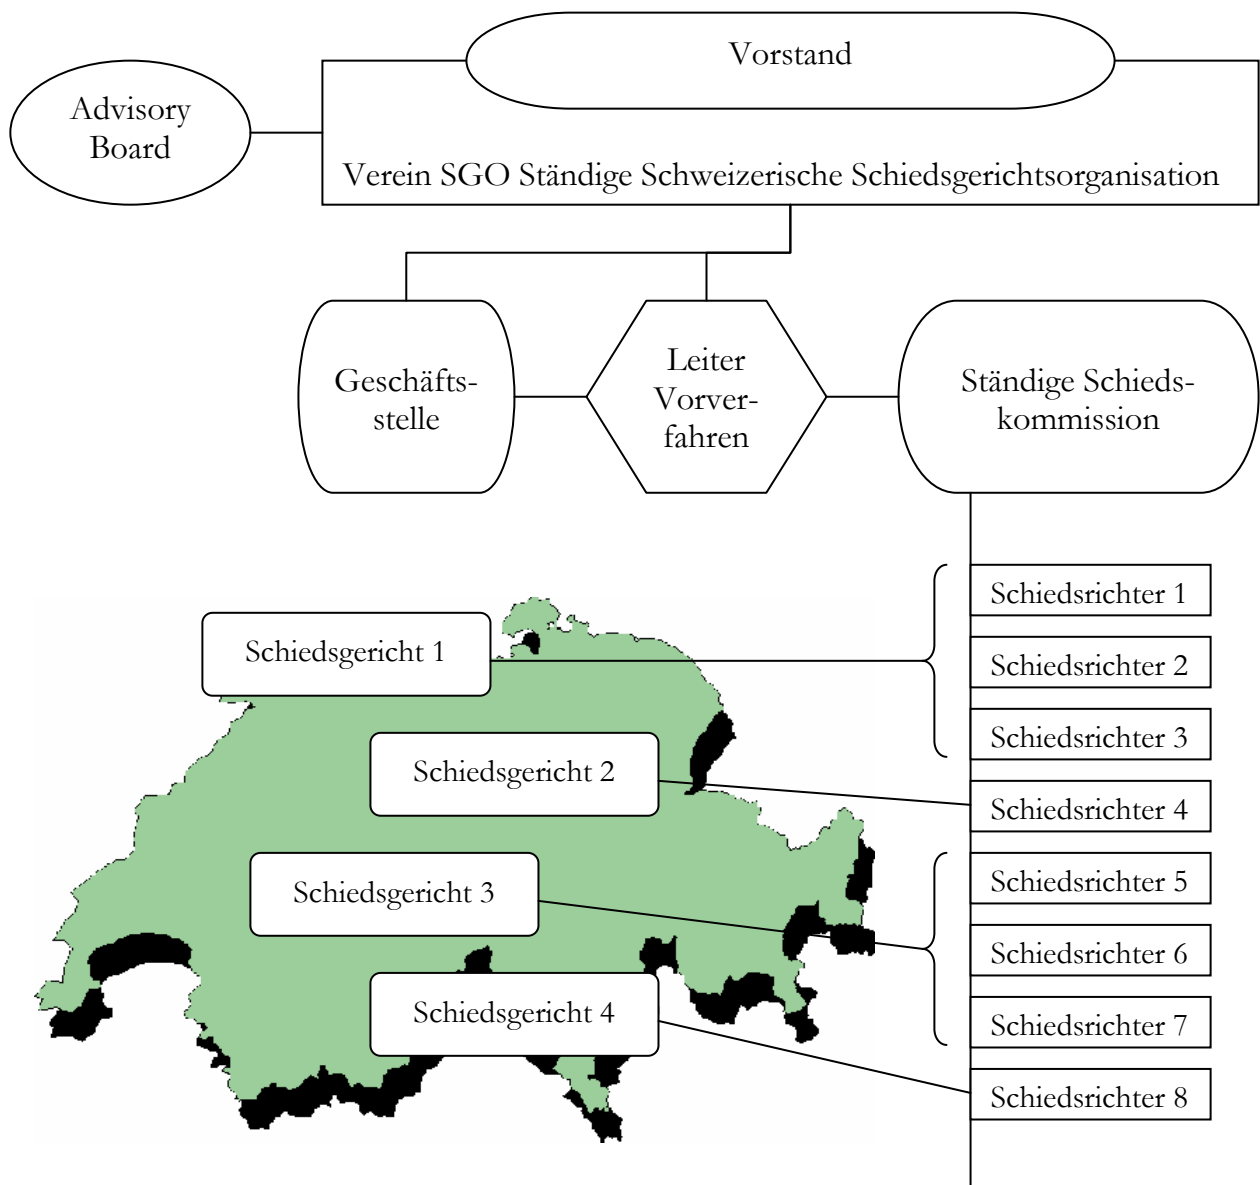 Vorstand
Advisory
Board
Verein SGO Ständige Schweizerische Schiedsgerichtsorganisation
Geschäfts-
stelle
Leiter
Vorver-
fahren
Ständige Schieds-
kommission
Schiedsgericht 1
Schiedsgericht 2
Schiedsgericht 3
Schiedsgericht 4
Schiedsrichter 1
Schiedsrichter 2
Schiedsrichter 3
Schiedsrichter 4
Schiedsrichter 5
Schiedsrichter 6
Schiedsrichter 7
Schiedsrichter 8